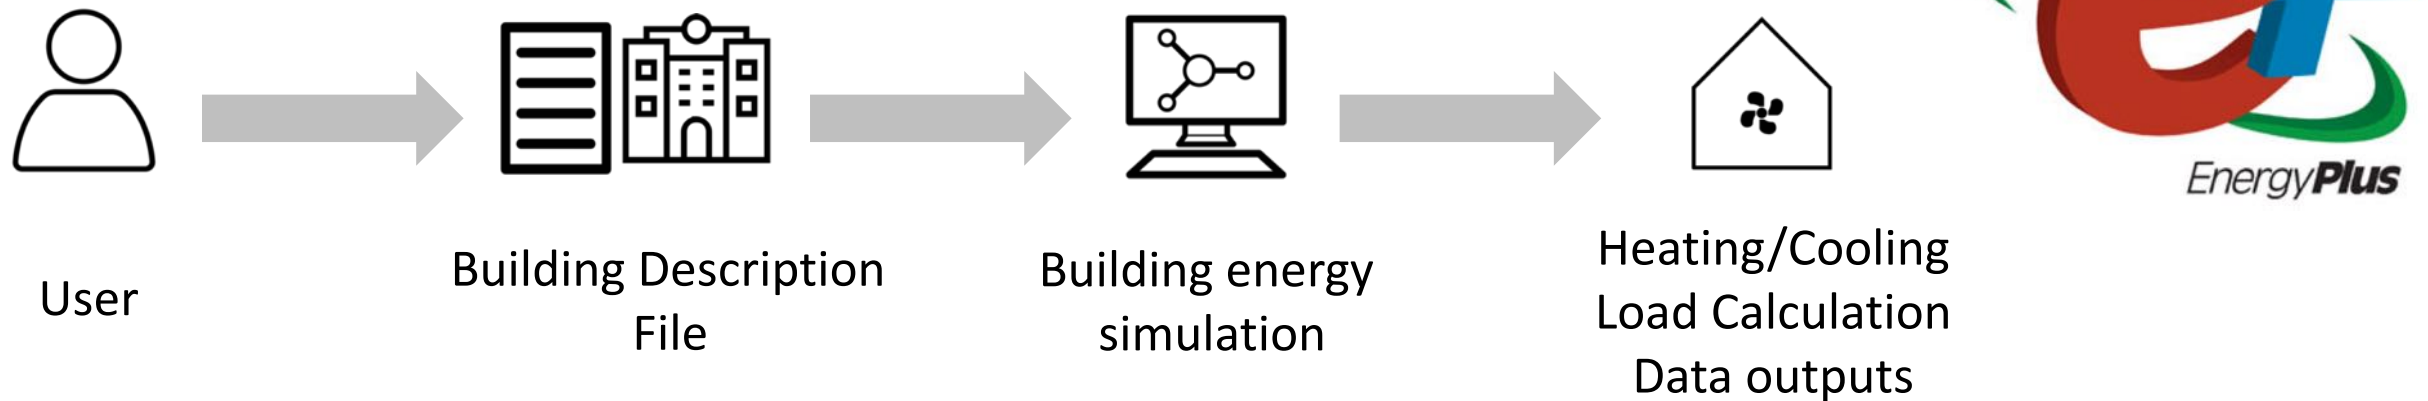 User
Building Description
File
Building energy
simulation
Heating/Cooling
Load Calculation
Data outputs
EnergyPlus